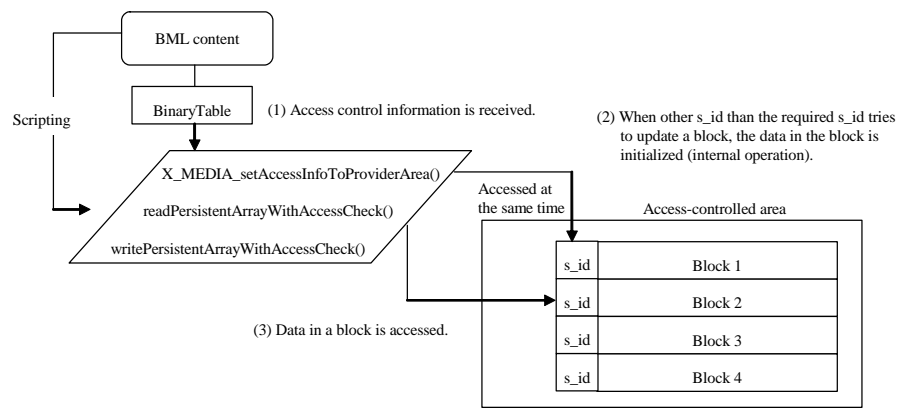 BML content
BinaryTable
(1) Access control information is received.
Scripting
(2) When other s_id than the required s_id tries
to update a block, the data in the block is
initialized (internal operation).
X_MEDIA_setAccessInfoToProviderArea()
readPersistentArrayWithAccessCheck()
writePersistentArrayWithAccessCheck()
Accessed at
the same time
Access-controlled area
s_id Block 1
s_id Block 2
s_id Block 3
s_id Block 4
(3) Data in a block is accessed.